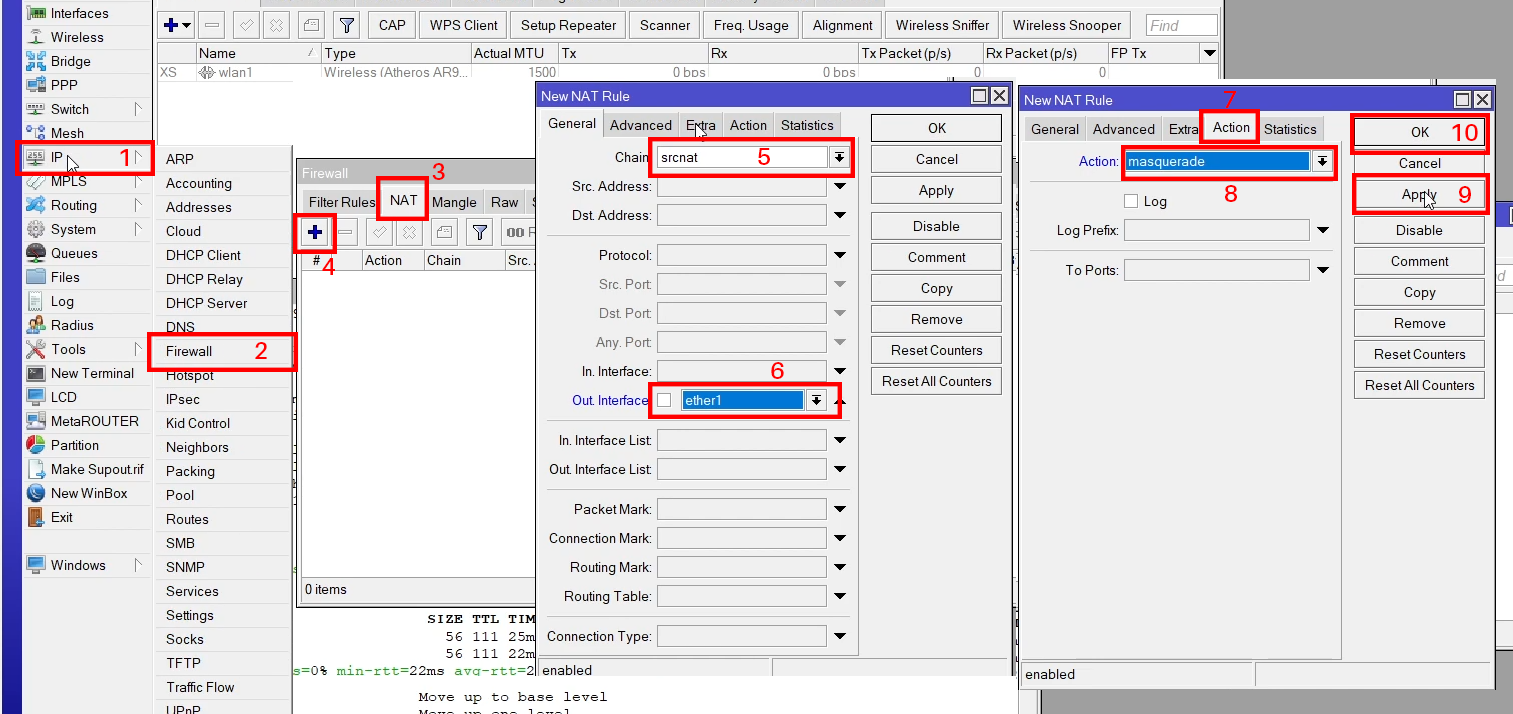 Interfaces
Wireless
Bridge
PPP
Switch
Mesh
IP
1
MPLS
Routing
System
Queues
Files
Log
Radius
Tools
New Terminal
LCD
MetaROUTER
Partition
Make Supout.rif
New WinBox
Exit
Windows
ARP
Accounting
Addresses
Cloud
DHCP Client
DHCP Relay
DHCP Server
DNS
Firewall
2
Hotspot
IPsec
Kid Control
Neighbors
Packing
Pool
Routes
SMB
SNMP
Services
Settings
Socks
TFTP
Traffic Flow
UPnP
CAP WPS Client Setup Repeater Scanner Freq. Usage Alignment Wireless Sniffer Wireless Snooper Find
Name / Type Actual MTU Tx Rx Tx Packet (p/s) Rx Packet (p/s) FP Tx
XS wlan1 Wireless (Atheros AR9... 1500 0 bps 0 bps 0 0
Firewall
3
Filter Rules NAT Mangle Raw
4
# Action Chain Src.
0 items
SIZE TTL TIM
56 111 25m
56 111 22m
s=0% min-rtt=22ms avg-rtt=2
Move up to base level
Move up one level
New NAT Rule
General Advanced Extra Action Statistics
Chain: srcnat 5
Src. Address:
Dst. Address:
Protocol:
Src. Port:
Dst. Port:
Any. Port:
In. Interface:
6
Out. Interface: ether1
In. Interface List:
Out. Interface List:
Packet Mark:
Connection Mark:
Routing Mark:
Routing Table:
Connection Type:
enabled
OK
Cancel
Apply
Disable
Comment
Copy
Remove
Reset Counters
Reset All Counters
New NAT Rule
7
General Advanced Extra Action Statistics
Action: masquerade
8
Log
Log Prefix:
To Ports:
enabled
OK 10
Cancel
Apply 9
Disable
Comment
Copy
Remove
Reset Counters
Reset All Counters